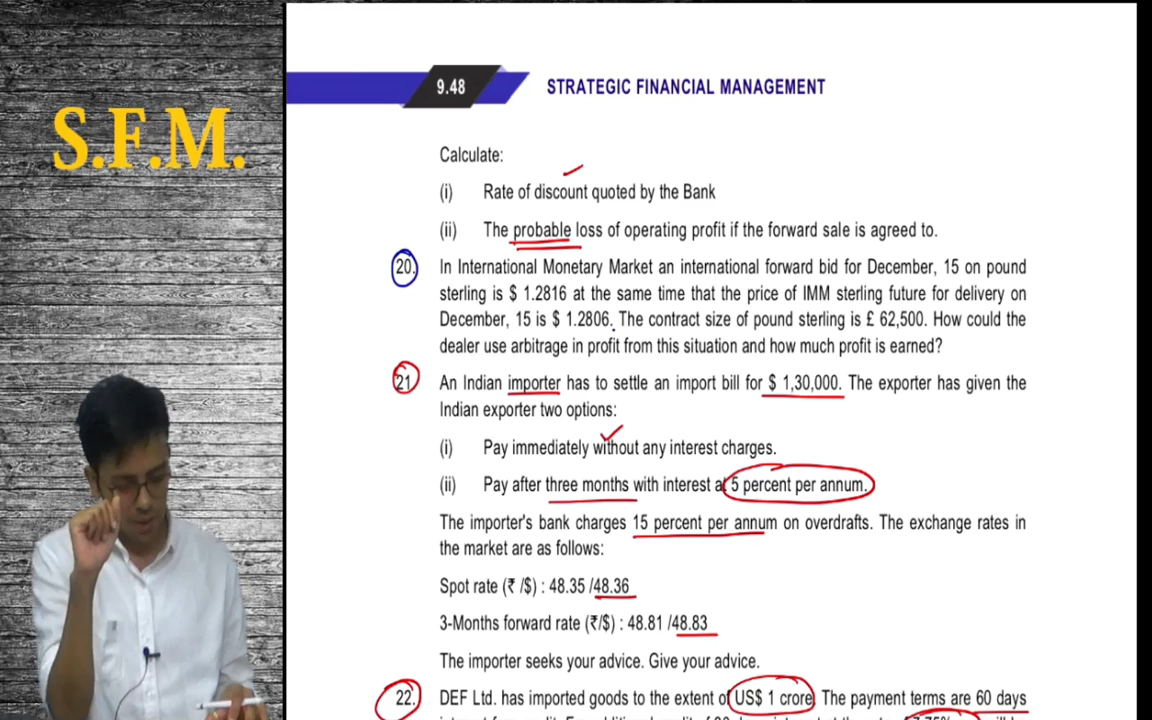 9.48 STRATEGIC FINANCIAL MANAGEMENT
S.F.M.
Calculate:
(i) Rate of discount quoted by the Bank
(ii) The probable loss of operating profit if the forward sale is agreed to.
20. In International Monetary Market an international forward bid for December, 15 on pound
sterling is $ 1.2816 at the same time that the price of IMM sterling future for delivery on
December, 15 is $ 1.2806. The contract size of pound sterling is £ 62,500. How could the
dealer use arbitrage in profit from this situation and how much profit is earned?
21 An Indian importer has to settle an import bill for $ 1,30,000. The exporter has given the
Indian exporter two options:
(i) Pay immediately without any interest charges.
(ii) Pay after three months with interest at 5 percent per annum.
The importer's bank charges 15 percent per annum on overdrafts. The exchange rates in
the market are as follows:
Spot rate (₹ /$) : 48.35 /48.36
3-Months forward rate (₹/$) : 48.81 /48.83
The importer seeks your advice. Give your advice.
22. DEF Ltd. has imported goods to the extent of US$ 1 crore. The payment terms are 60 days